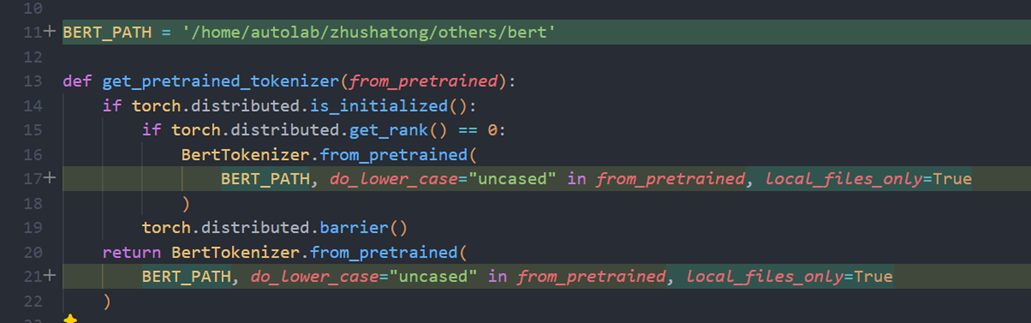 10
11+ BERT_PATH = '/home/autolab/zhushatong/others/bert'
12
13 def get_pretrained_tokenizer(from_pretrained):
14     if torch.distributed.is_initialized():
15         if torch.distributed.get_rank() == 0:
16             BertTokenizer.from_pretrained(
17+                 BERT_PATH, do_lower_case="uncased" in from_pretrained, local_files_only=True
18             )
19         torch.distributed.barrier()
20     return BertTokenizer.from_pretrained(
21+         BERT_PATH, do_lower_case="uncased" in from_pretrained, local_files_only=True
22     )